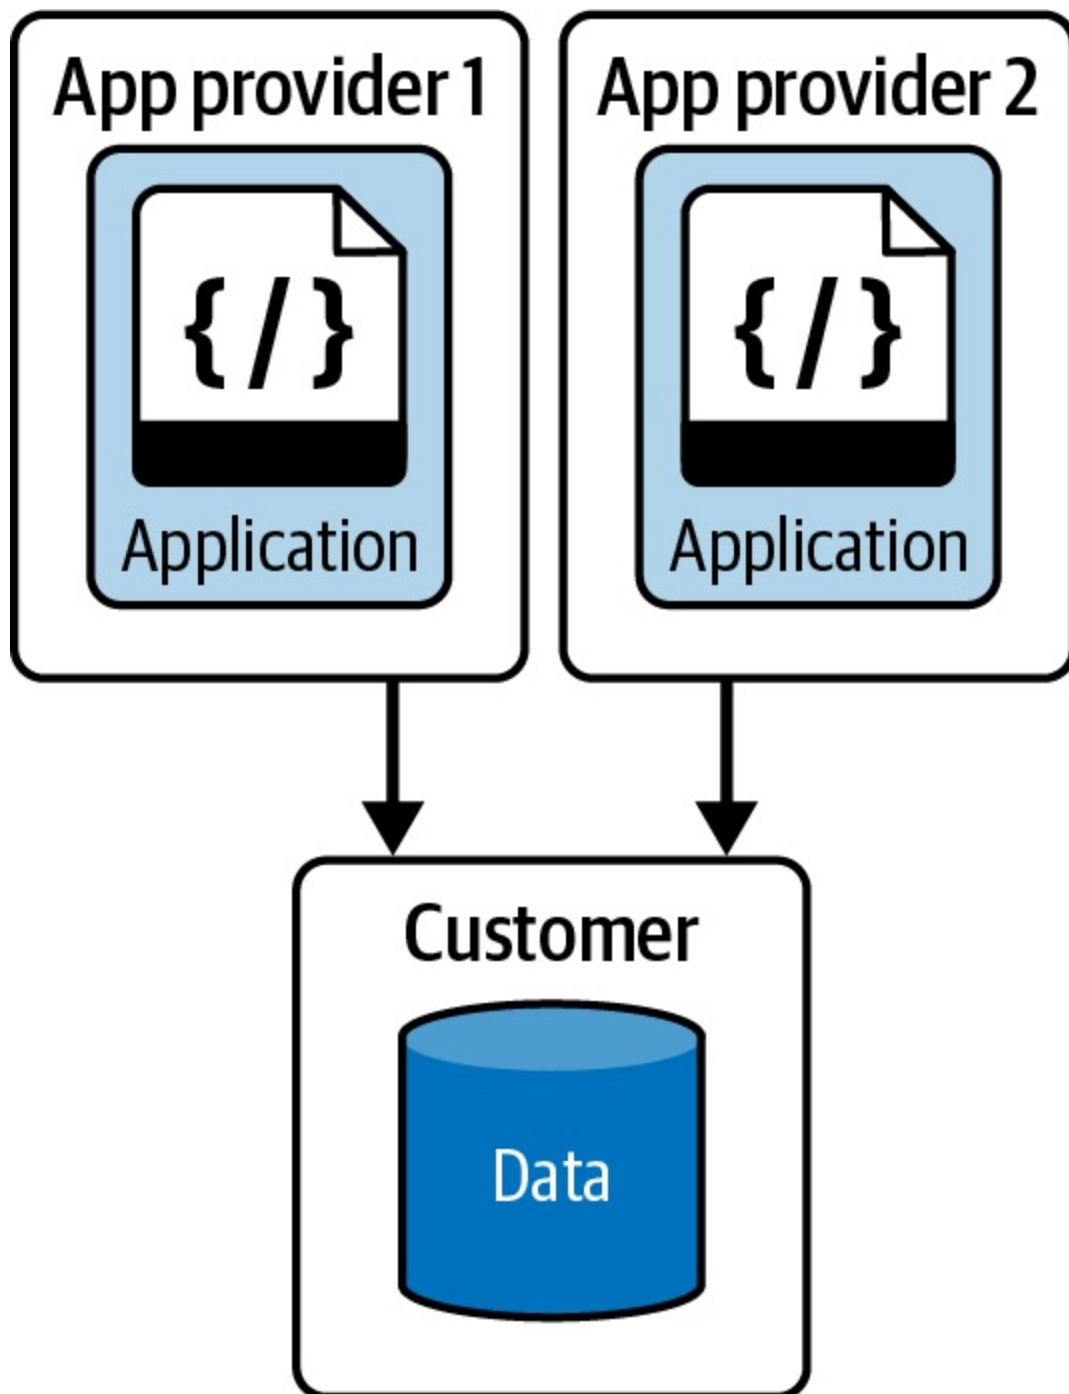 App provider 1
{/}
Application
App provider 2
{/}
Application
Customer
Data